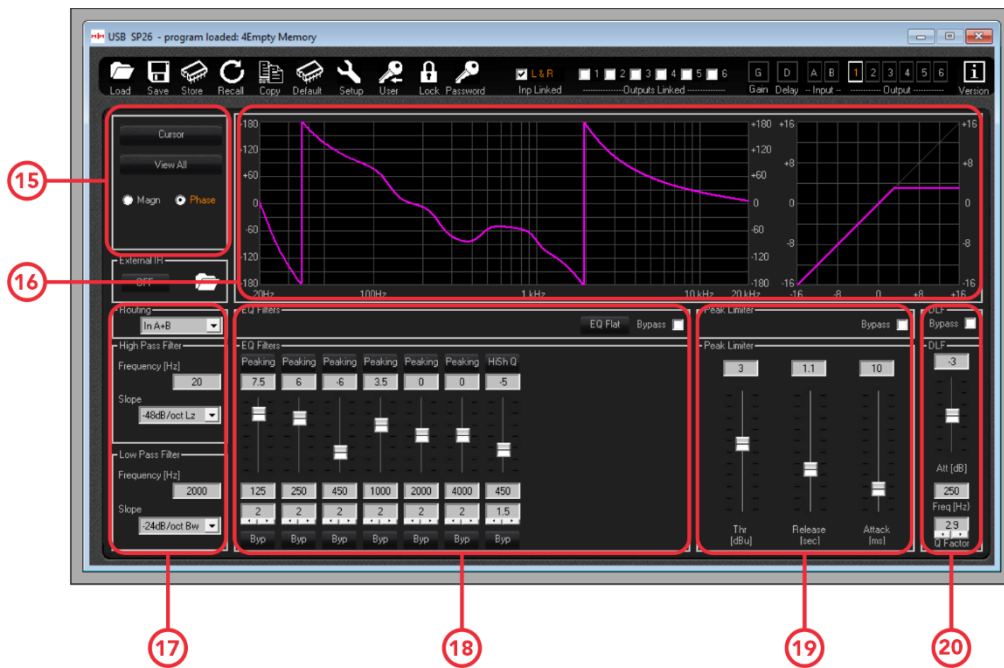 USB SP26 - program loaded: 4Empty Memory
Load Save Store Recall Copy Default Setup User Lock Password
L & R 1 2 3 4 5 6 G D A B 1 2 3 4 5 6
Inp Linked ----------Outputs Linked---------- Gain Delay -- Input -- ---------- Output ---------- Version
Cursor
View All
Magn Phase
15
-180 +180 +16 +16
-120 +120
-60 +60 +8 +8
0 0 0 0
-60 -60
-8 -8
-120 -120
-180 -180 -16 -16
20Hz 100Hz 1 kHz 10 kHz 20 kHz -16 -8 0 +8 +16
External IR
OFF
16
Routing
In A+B
High Pass Filter
Frequency [Hz]
20
Slope
-48dB/oct Lz
Low Pass Filter
Frequency [Hz]
2000
Slope
-24dB/oct Bw
EQ Filters
EQ Flat Bypass
EQ Filters
Peaking Peaking Peaking Peaking Peaking Peaking HiSh Q
7.5 6 -6 3.5 0 0 -5
125 250 450 1000 2000 4000 450
2 2 2 2 2 2 1.5
Byp Byp Byp Byp Byp Byp Byp
Peak Limiter
Bypass
Peak Limiter
3 1.1 10
Thr Release Attack
[dBu] [sec] [ms]
DLF
Bypass
DLF
-3
Att [dB]
250
Freq (Hz)
2.9
Q Factor
17 18 19 20